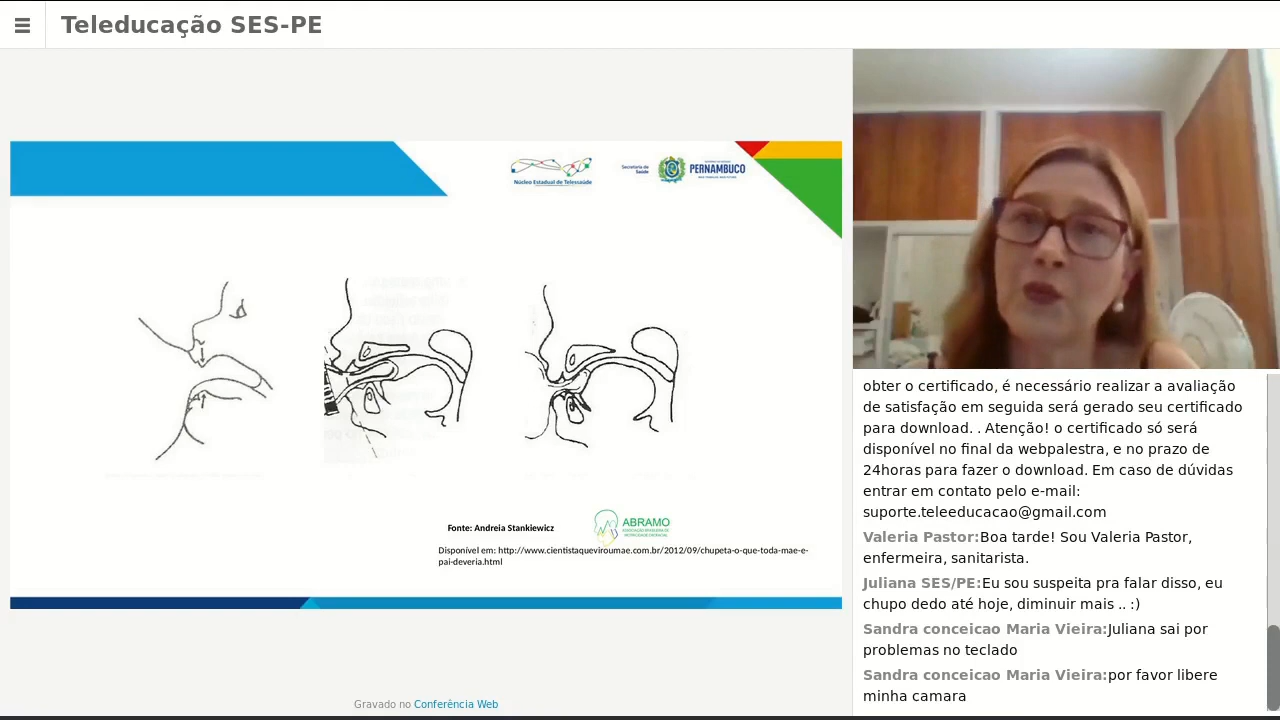 Teleducação SES-PE
Núcleo Estadual de Telessaúde
Secretaria de
Saúde
PERNAMBUCO
Fonte: Andreia Stankiewicz
ABRAMO
Disponível em: http://www.cientistaqueviroumae.com.br/2012/09/chupeta-o-que-toda-mae-e-
pai-deveria.html
Gravado no Conferência Web
obter o certificado, é necessário realizar a avaliação
de satisfação em seguida será gerado seu certificado
para download. . Atenção! o certificado só será
disponível no final da webpalestra, e no prazo de
24horas para fazer o download. Em caso de dúvidas
entrar em contato pelo e-mail:
suporte.teleeducacao@gmail.com
Valeria Pastor:Boa tarde! Sou Valeria Pastor,
enfermeira, sanitarista.
Juliana SES/PE:Eu sou suspeita pra falar disso, eu
chupo dedo até hoje, diminuir mais .. :)
Sandra conceicao Maria Vieira:Juliana sai por
problemas no teclado
Sandra conceicao Maria Vieira:por favor libere
minha camara